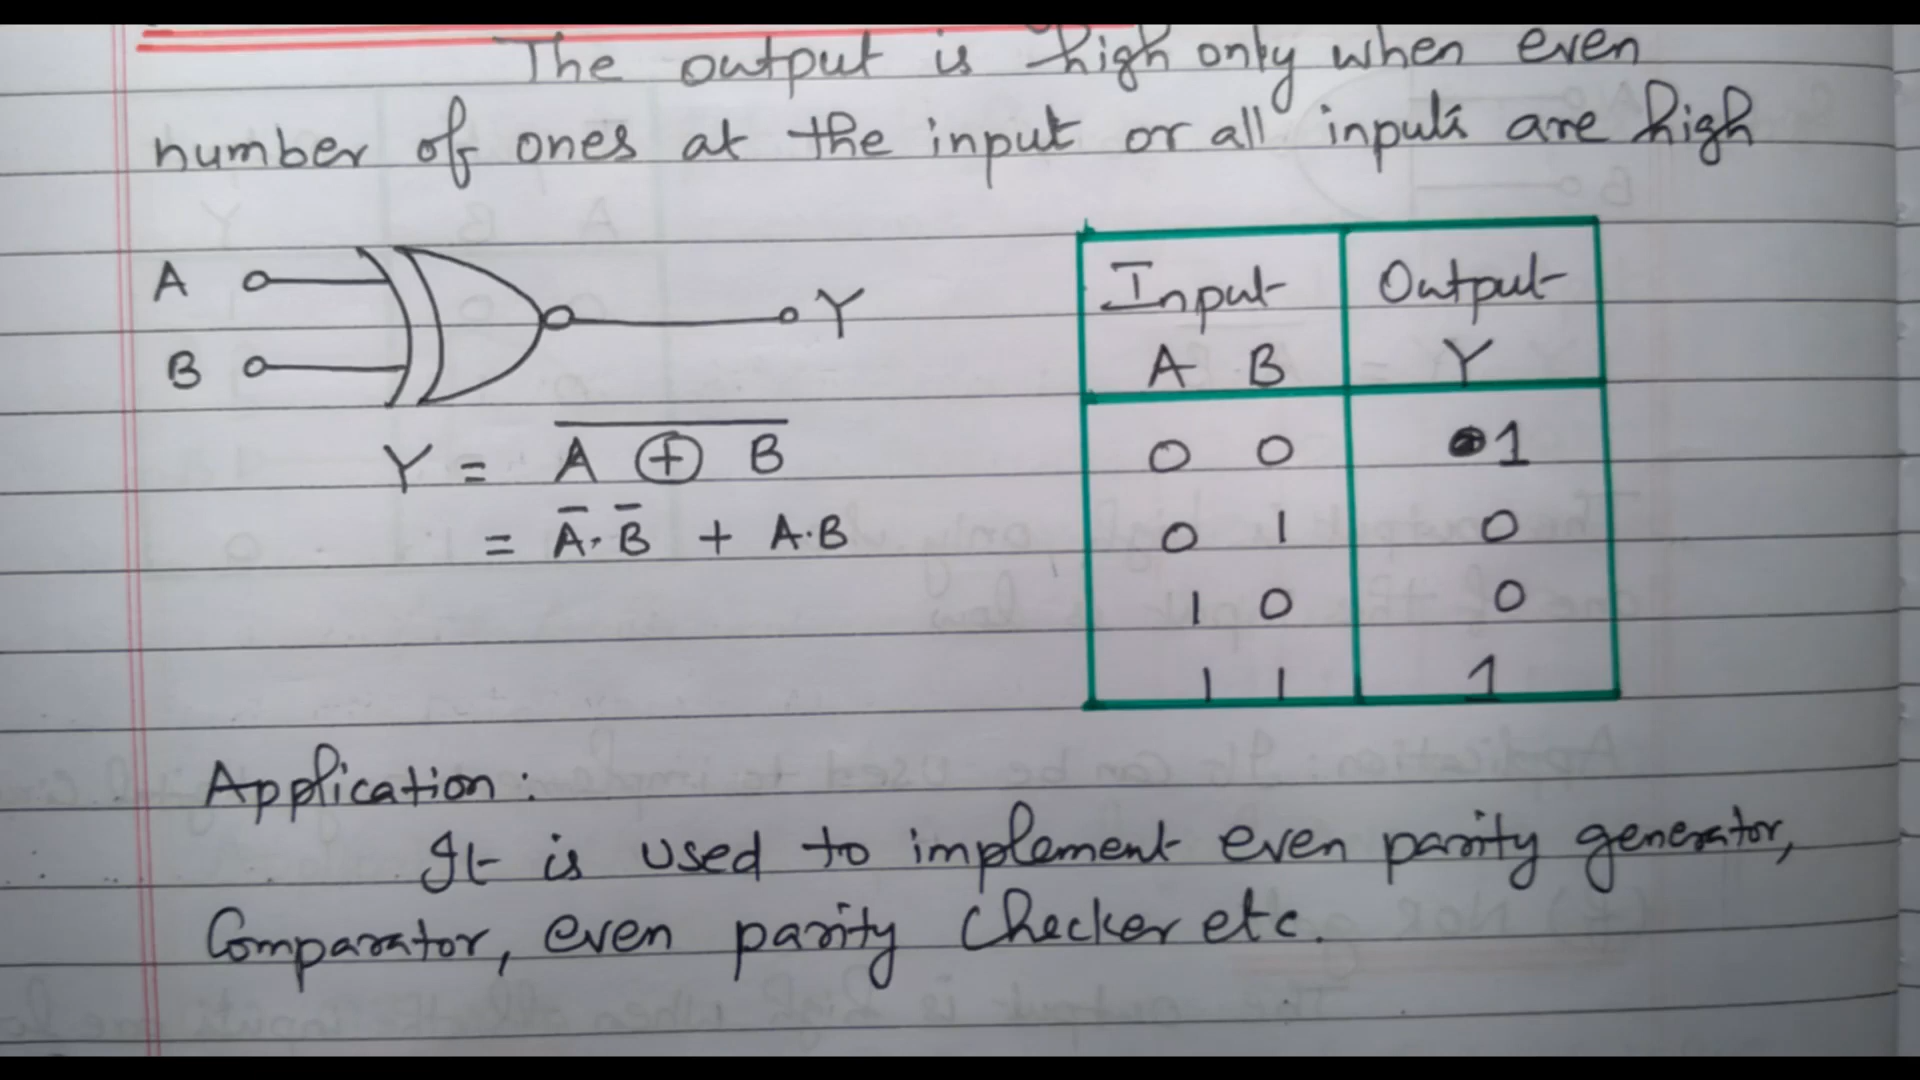 The output is high only when even
number of ones at the input or all inputs are high
A
B
Y
Y = \overline{A ⊕ B}
= A̅·B̅ + A·B
Input Output
A B Y
0 0 1
0 1 0
1 0 0
1 1 1
Application:
It is used to implement even parity generator,
Comparator, even parity checker etc.